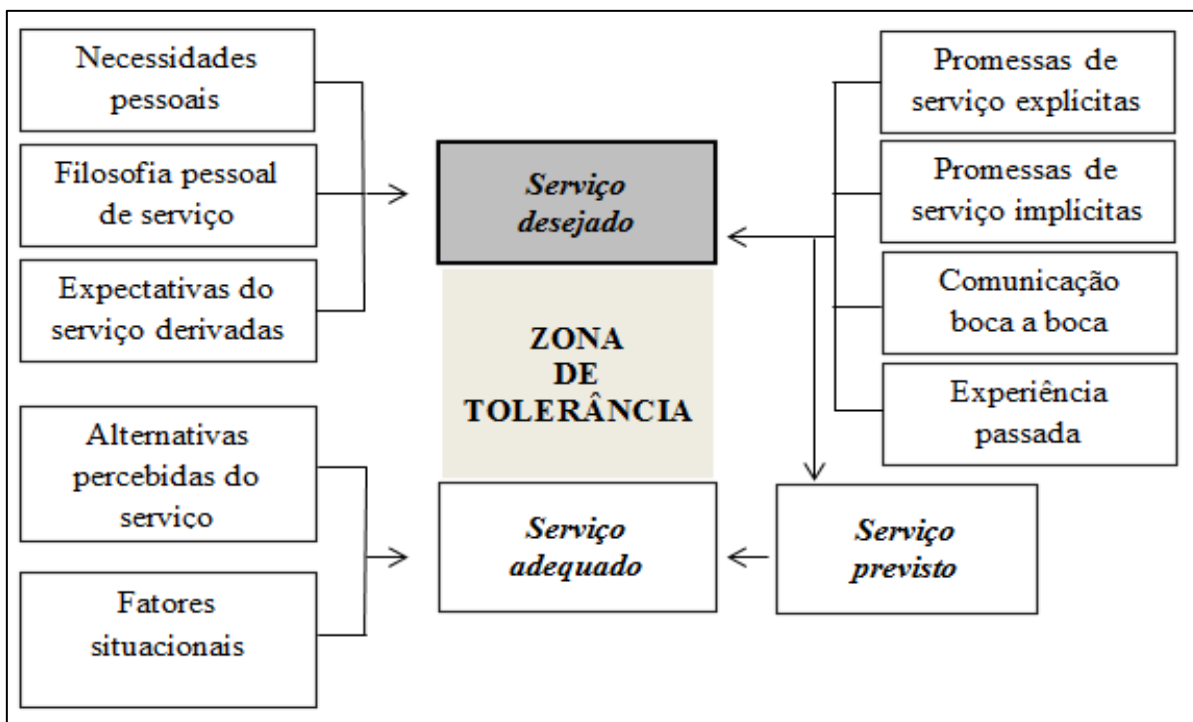 Necessidades
pessoais
Filosofia pessoal
de serviço
Expectativas do
serviço derivadas
Alternativas
percebidas do
serviço
Fatores
situacionais
Serviço
desejado
ZONA
DE
TOLERÂNCIA
Serviço
adequado
Serviço
previsto
Promessas de
serviço explícitas
Promessas de
serviço implícitas
Comunicação
boca a boca
Experiência
passada